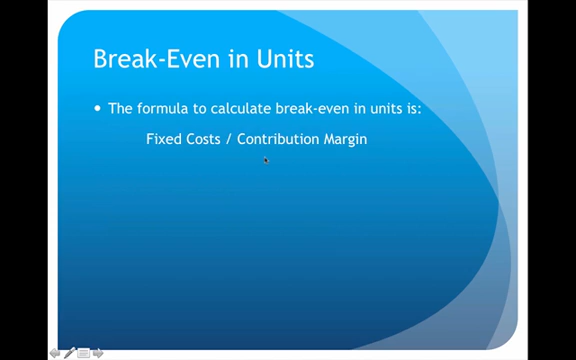 Break-Even in Units
• The formula to calculate break-even in units is:
Fixed Costs / Contribution Margin